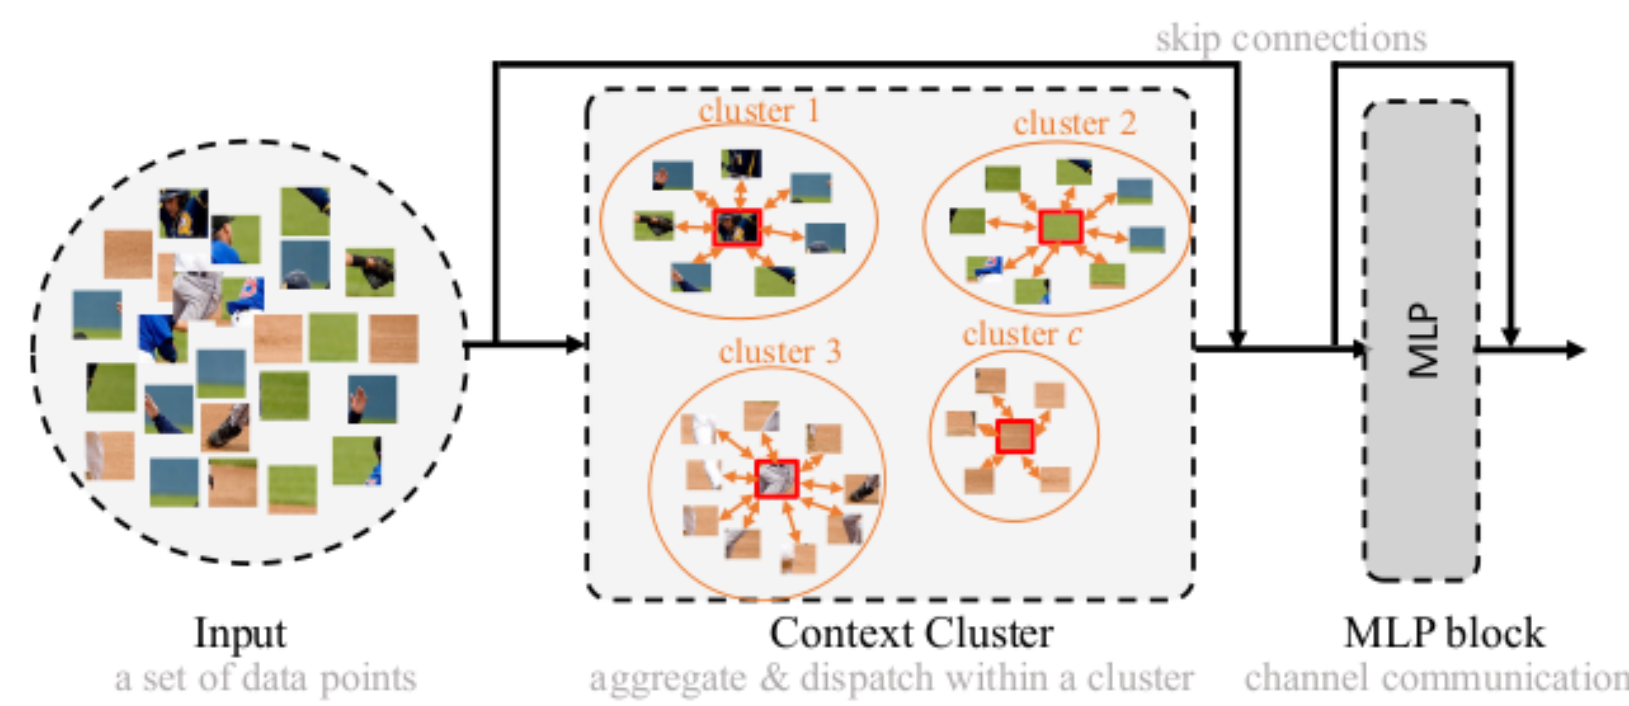 skip connections
cluster 1
cluster 2
cluster 3
cluster c
MLP
Input
a set of data points
Context Cluster
aggregate & dispatch within a cluster
MLP block
channel communication